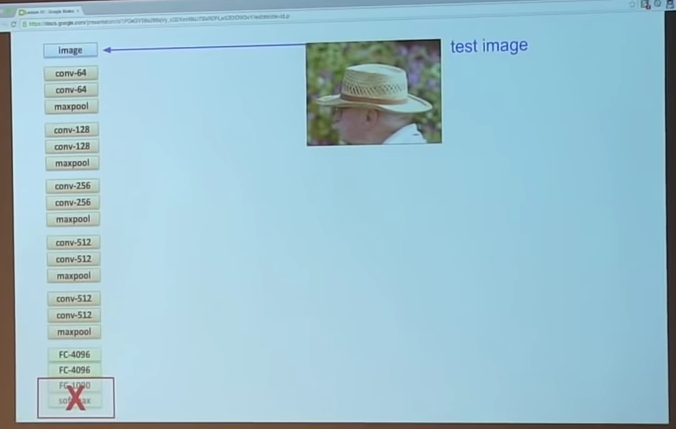 image
test image
conv-64
conv-64
maxpool
conv-128
conv-128
maxpool
conv-256
conv-256
maxpool
conv-512
conv-512
maxpool
conv-512
conv-512
maxpool
FC-4096
FC-4096
FC-1000
softmax
X